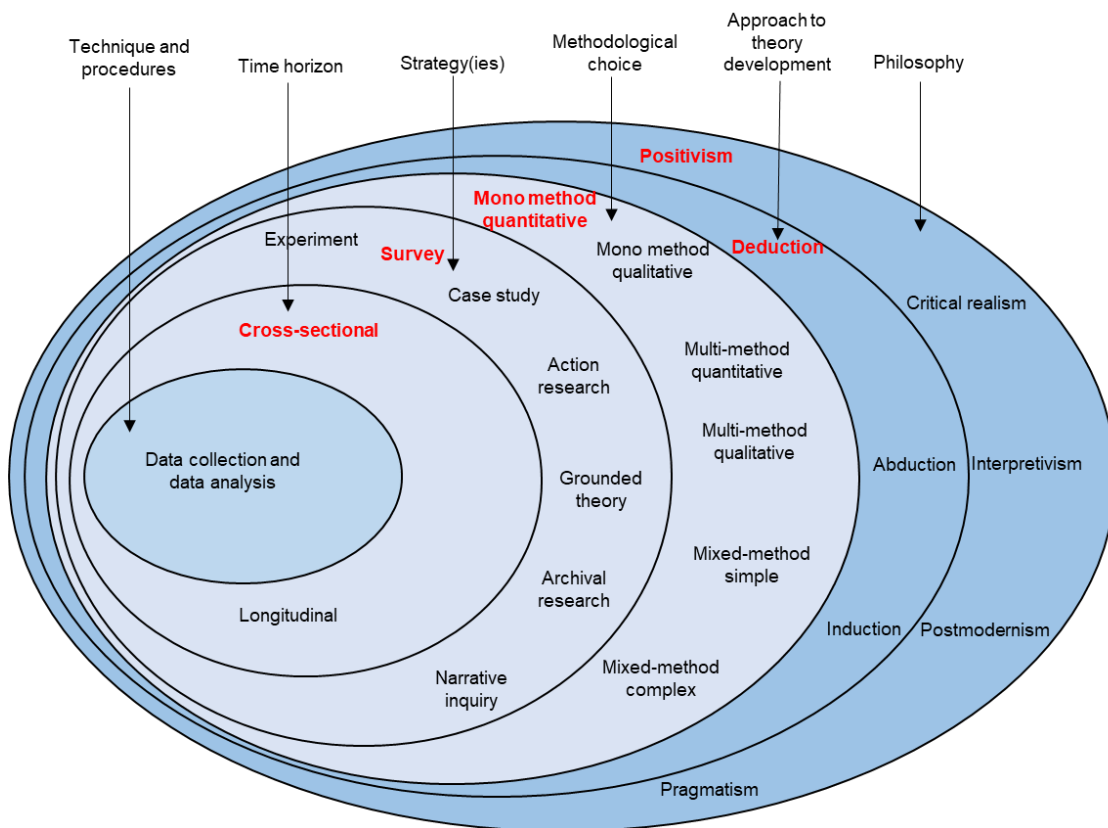 Technique and
procedures
Time horizon
Strategy(ies)
Methodological
choice
Approach to
theory
development
Philosophy
Positivism
Mono method
quantitative
Deduction
Experiment
Survey
Mono method
qualitative
Case study
Critical realism
Cross-sectional
Action
research
Multi-method
quantitative
Multi-method
qualitative
Data collection and
data analysis
Grounded
theory
Abduction
Interpretivism
Mixed-method
simple
Archival
research
Longitudinal
Induction
Postmodernism
Narrative
inquiry
Mixed-method
complex
Pragmatism